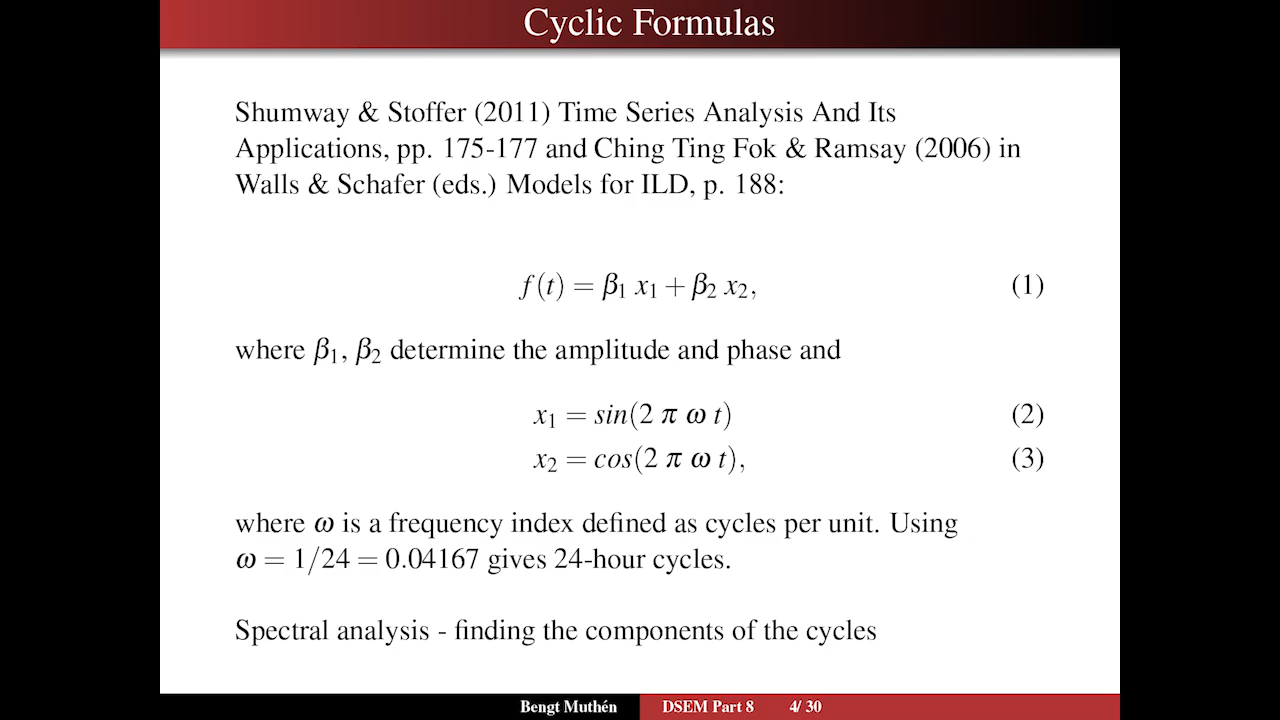 Cyclic Formulas
Shumway & Stoffer (2011) Time Series Analysis And Its
Applications, pp. 175-177 and Ching Ting Fok & Ramsay (2006) in
Walls & Schafer (eds.) Models for ILD, p. 188:
f(t) = β₁ x₁ + β₂ x₂, (1)
where β₁, β₂ determine the amplitude and phase and
x₁ = sin(2 π ω t) (2)
x₂ = cos(2 π ω t), (3)
where ω is a frequency index defined as cycles per unit. Using
ω = 1/24 = 0.04167 gives 24-hour cycles.
Spectral analysis - finding the components of the cycles
Bengt Muthén DSEM Part 8 4/ 30